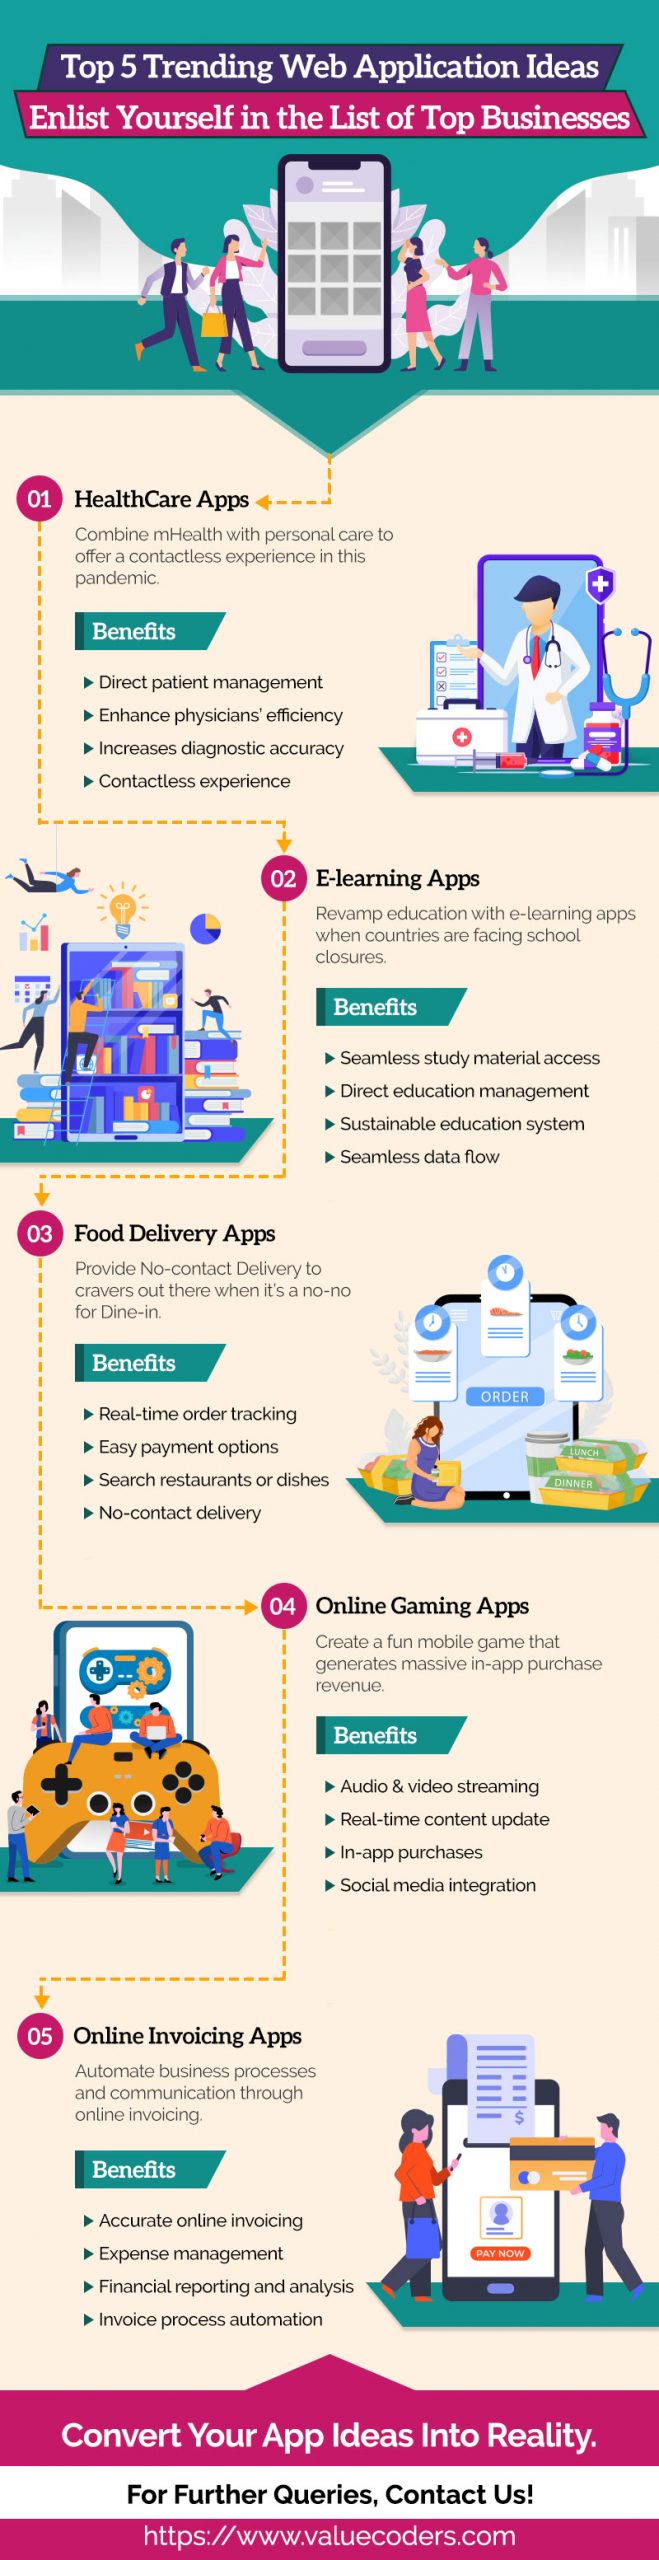 Top 5 Trending Web Application Ideas
Enlist Yourself in the List of Top Businesses
01
HealthCare Apps
Combine mHealth with personal care to
offer a contactless experience in this
pandemic.
Benefits
Direct patient management
Enhance physicians' efficiency
Increases diagnostic accuracy
Contactless experience
02
E-learning Apps
Revamp education with e-learning apps
when countries are facing school
closures.
Benefits
Seamless study material access
Direct education management
Sustainable education system
Seamless data flow
03
Food Delivery Apps
Provide No-contact Delivery to
cravers out there when it's a no-no
for Dine-in.
Benefits
Real-time order tracking
Easy payment options
Search restaurants or dishes
No-contact delivery
ORDER
LUNCH
DINNER
04
Online Gaming Apps
Create a fun mobile game that
generates massive in-app purchase
revenue.
Benefits
Audio & video streaming
Real-time content update
In-app purchases
Social media integration
05
Online Invoicing Apps
Automate business processes
and communication through
online invoicing.
Benefits
Accurate online invoicing
Expense management
Financial reporting and analysis
Invoice process automation
$
PAY NOW
Convert Your App Ideas Into Reality.
For Further Queries, Contact Us!
https://www.valuecoders.com